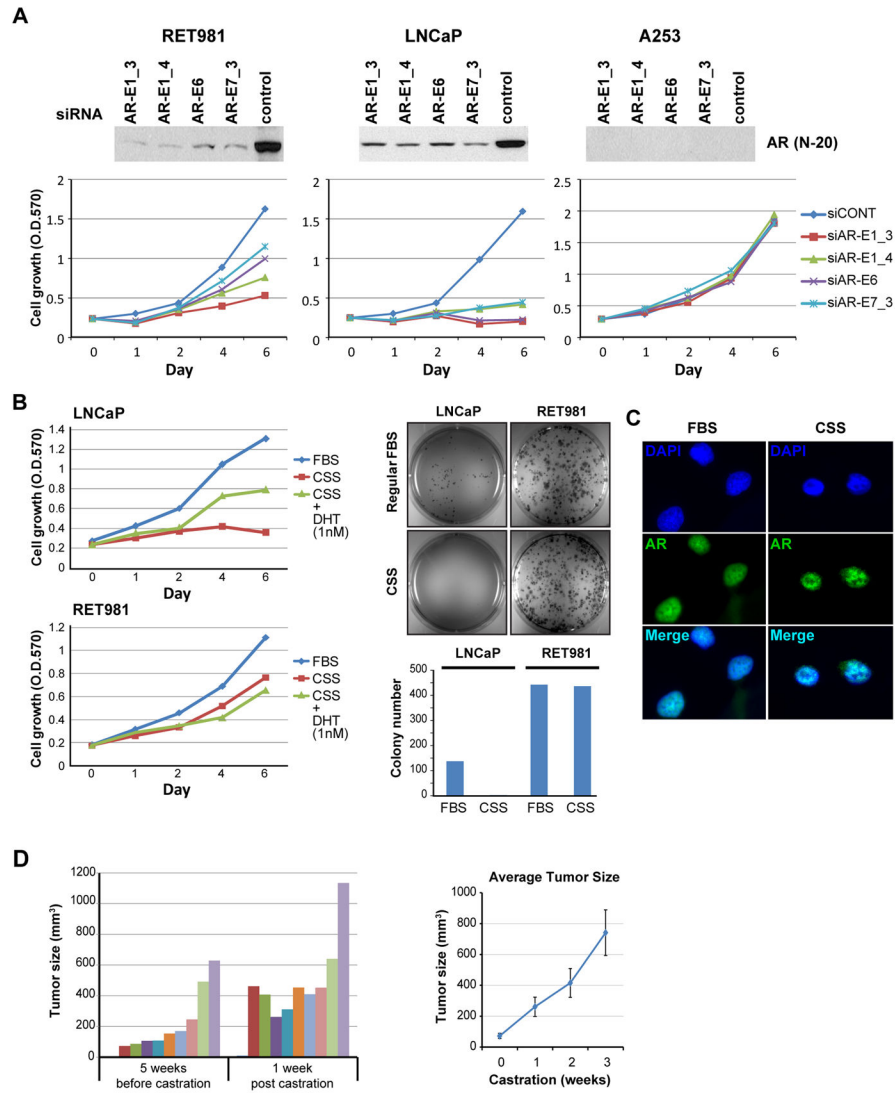 A
RET981
LNCaP
A253
siRNA
AR-E1_3
AR-E1_4
AR-E6
AR-E7_3
control
AR-E1_3
AR-E1_4
AR-E6
AR-E7_3
control
AR-E1_3
AR-E1_4
AR-E6
AR-E7_3
control
AR (N-20)
Cell growth (O.D.570)
2
1.5
1
0.5
0
0 1 2 4 6
Day
2
1.5
1
0.5
0
0 1 2 4 6
Day
2.5
2
1.5
1
0.5
0
0 1 2 4 6
Day
siCONT
siAR-E1_3
siAR-E1_4
siAR-E6
siAR-E7_3
B
LNCaP
Cell growth (O.D.570)
1.4
1.2
1
0.8
0.6
0.4
0.2
0
0 1 2 4 6
Day
FBS
CSS
CSS
+
DHT
(1nM)
RET981
Cell growth (O.D.570)
1.2
1
0.8
0.6
0.4
0.2
0
0 1 2 4 6
Day
FBS
CSS
CSS
+
DHT
(1nM)
LNCaP RET981
Regular FBS
CSS
LNCaP RET981
Colony number
500
400
300
200
100
0
FBS CSS FBS CSS
C
FBS CSS
DAPI DAPI
AR AR
Merge Merge
D
Tumor size (mm³)
1200
1000
800
600
400
200
0
5 weeks
before castration
1 week
post castration
Average Tumor Size
Tumor size (mm³)
1000
800
600
400
200
0
0 1 2 3
Castration (weeks)